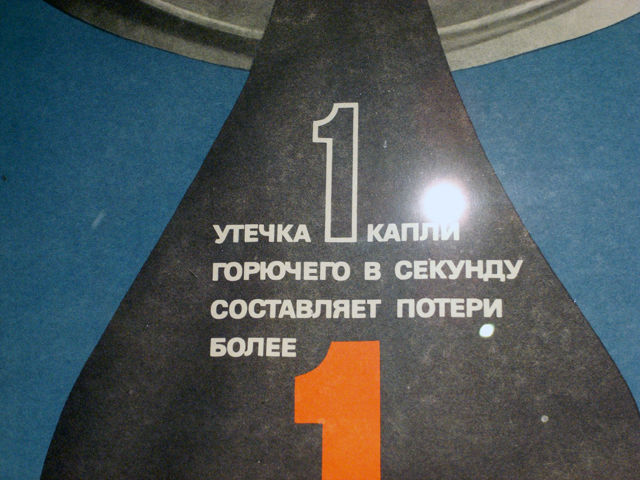 УТЕЧКА 1 КАПЛИ
ГОРЮЧЕГО В СЕКУНДУ
СОСТАВЛЯЕТ ПОТЕРИ
БОЛЕЕ 1